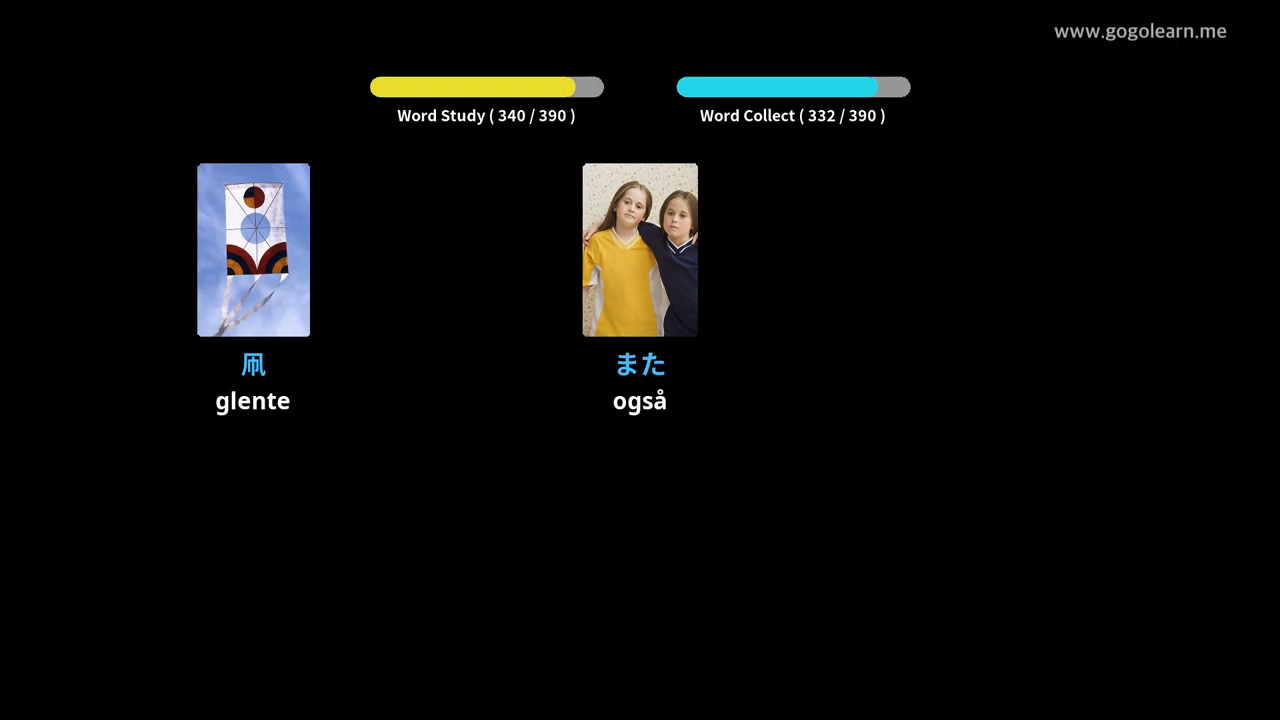 www.gogolearn.me
Word Study ( 340 / 390 )
Word Collect ( 332 / 390 )
凧
glente
また
også